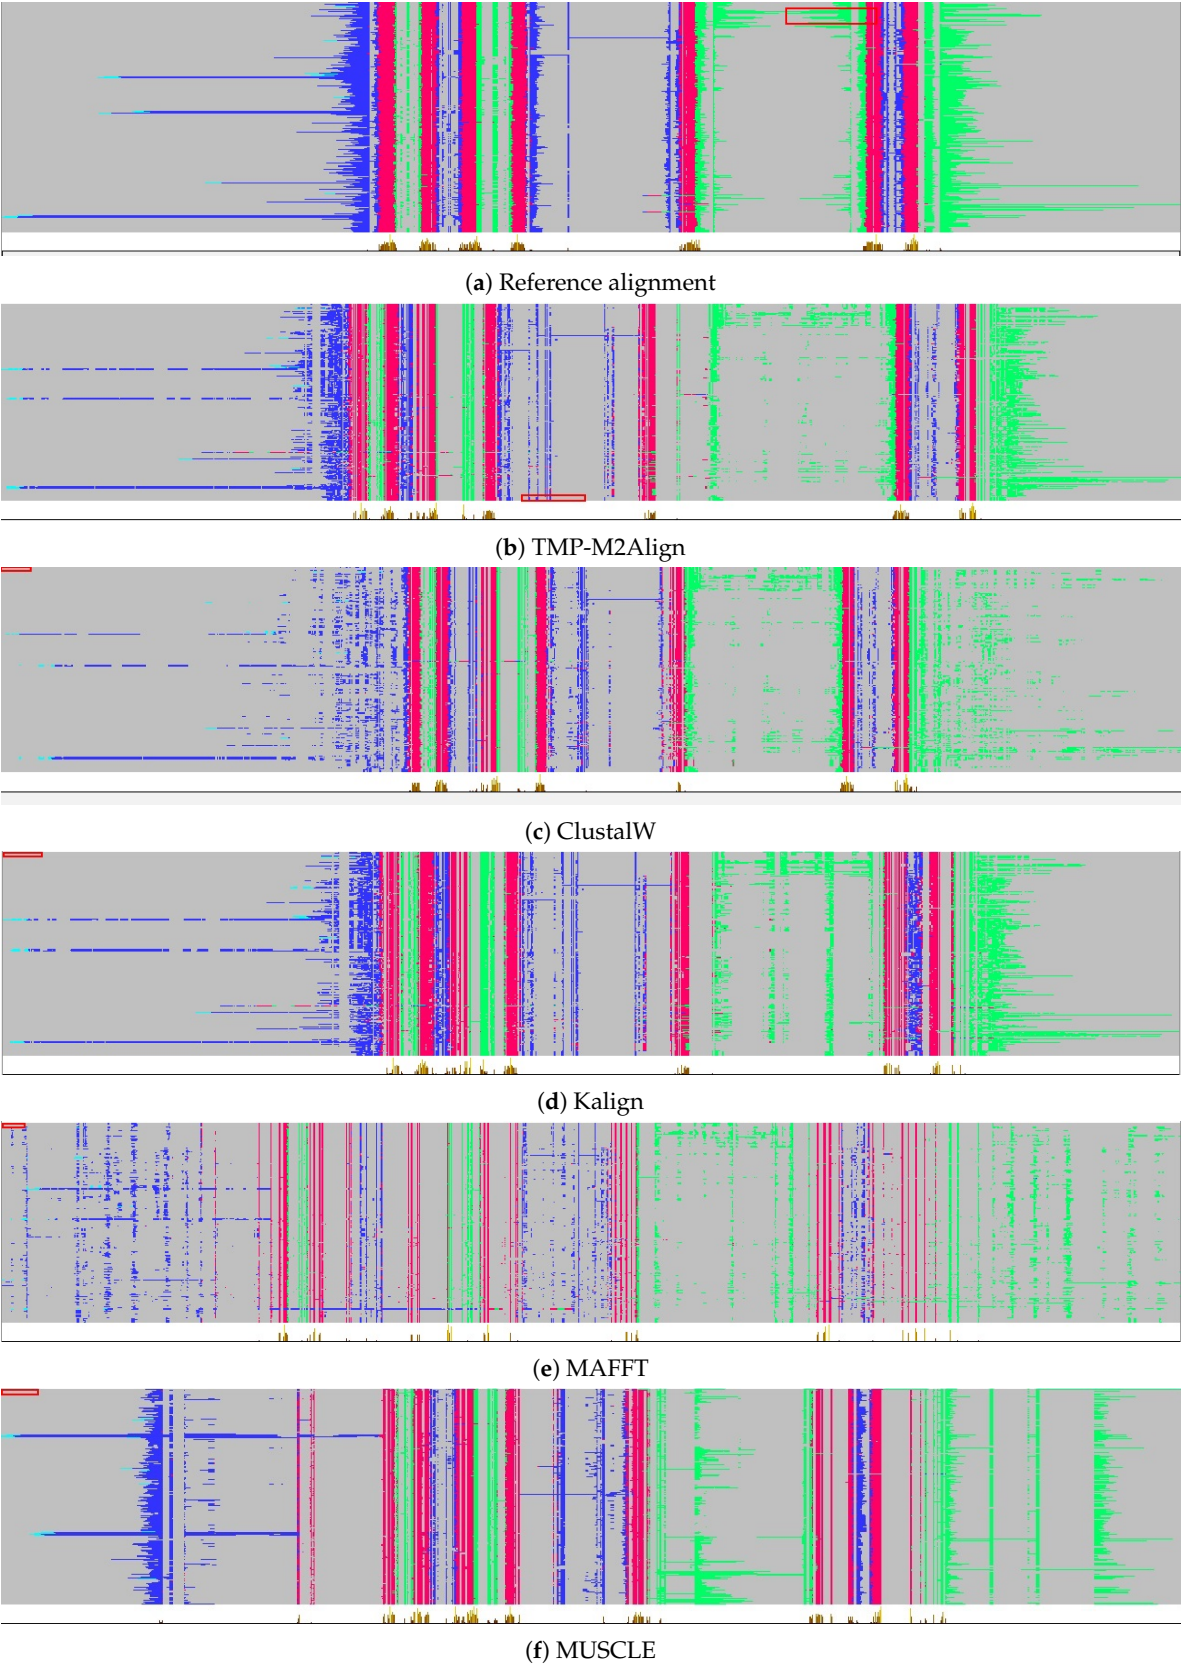 (a) Reference alignment
(b) TMP-M2Align
(c) ClustalW
(d) Kalign
(e) MAFFT
(f) MUSCLE